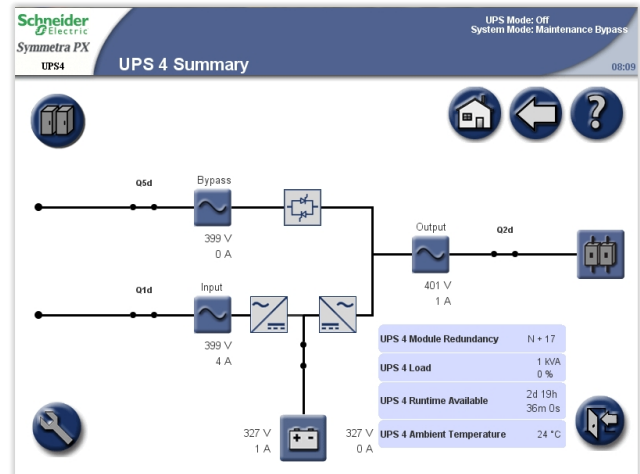 Schneider
Electric
Symmetra PX
UPS4
UPS 4 Summary
UPS Mode: Off
System Mode: Maintenance Bypass
08:09
Q5d
Bypass
399 V
0 A
Output
Q2d
401 V
1 A
Q1d
Input
399 V
4 A
UPS 4 Module Redundancy N + 17
UPS 4 Load 1 kVA
0 %
UPS 4 Runtime Available 2d 19h
36m 0s
UPS 4 Ambient Temperature 24 °C
327 V
1 A
327 V
0 A